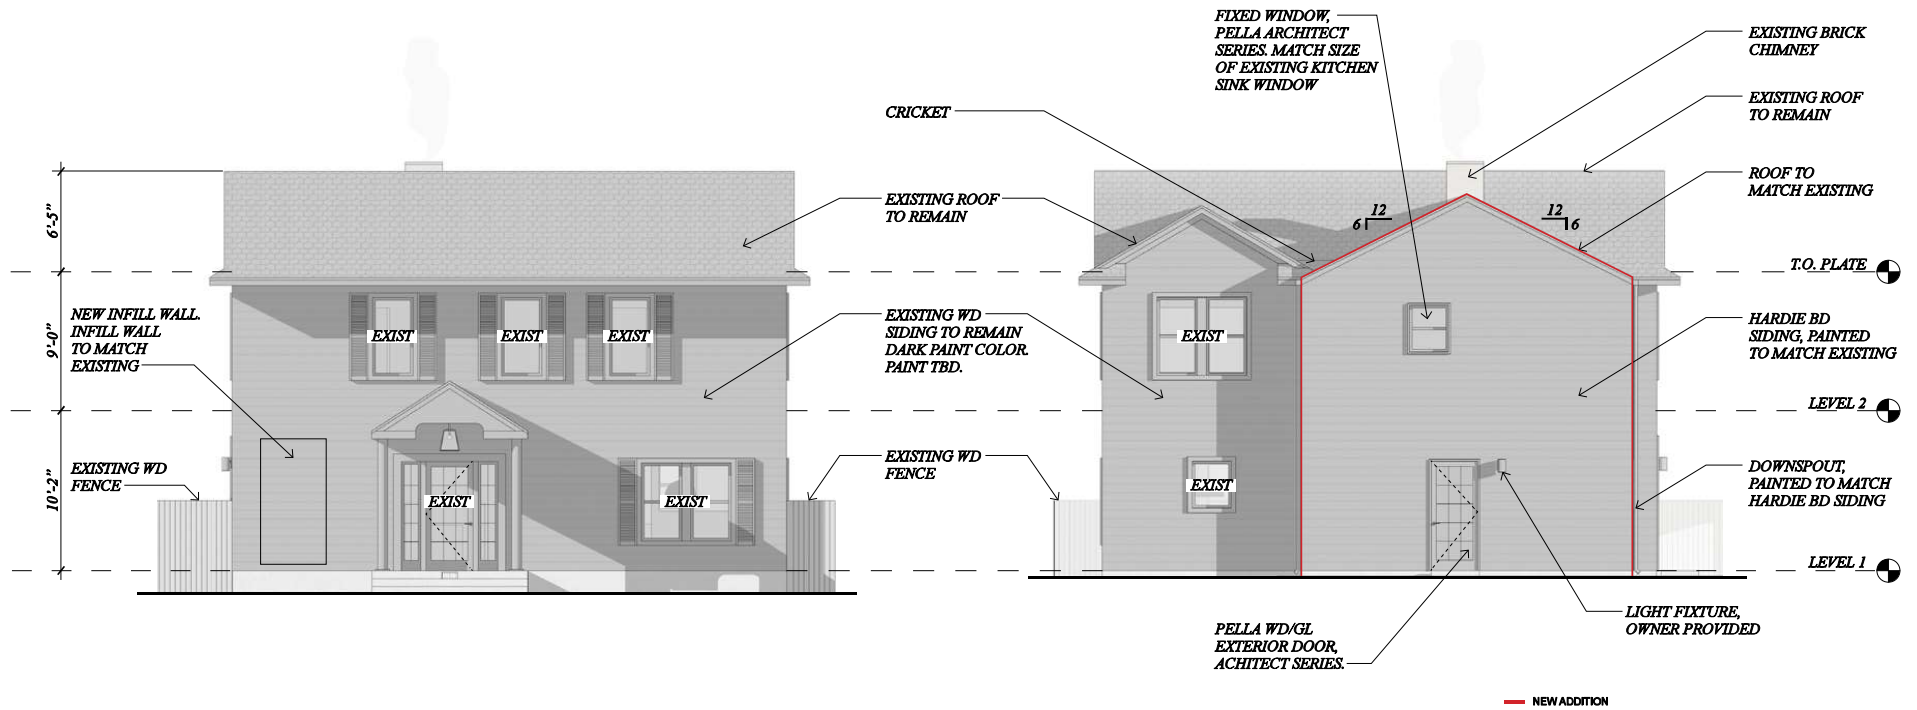 FIXED WINDOW,
PELLA ARCHITECT
SERIES. MATCH SIZE
OF EXISTING KITCHEN
SINK WINDOW
EXISTING BRICK
CHIMNEY
CRICKET
EXISTING ROOF
TO REMAIN
EXISTING ROOF
TO REMAIN
ROOF TO
MATCH EXISTING
12
6
12
6
6'-5"
9'-0"
10'-2"
T.O. PLATE
NEW INFILL WALL.
INFILL WALL
TO MATCH
EXISTING
EXIST
EXIST
EXIST
EXISTING WD
SIDING TO REMAIN
DARK PAINT COLOR.
PAINT TBD.
EXIST
HARDIE BD
SIDING, PAINTED
TO MATCH EXISTING
LEVEL 2
EXISTING WD
FENCE
EXIST
EXIST
EXISTING WD
FENCE
EXIST
DOWNSPOUT,
PAINTED TO MATCH
HARDIE BD SIDING
LEVEL 1
PELLA WD/GL
EXTERIOR DOOR,
ACHITECT SERIES.
LIGHT FIXTURE,
OWNER PROVIDED
NEW ADDITION